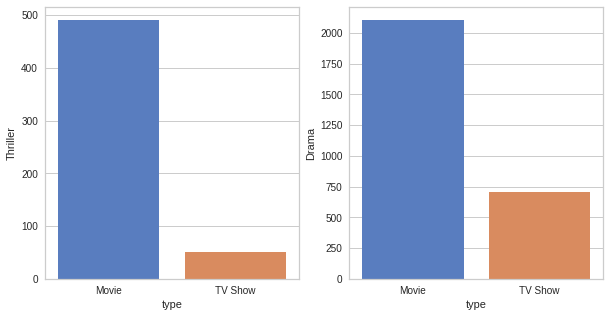 500
400
300
200
100
0
Thriller
Movie
TV Show
type
2000
1750
1500
1250
1000
750
500
250
0
Drama
Movie
TV Show
type